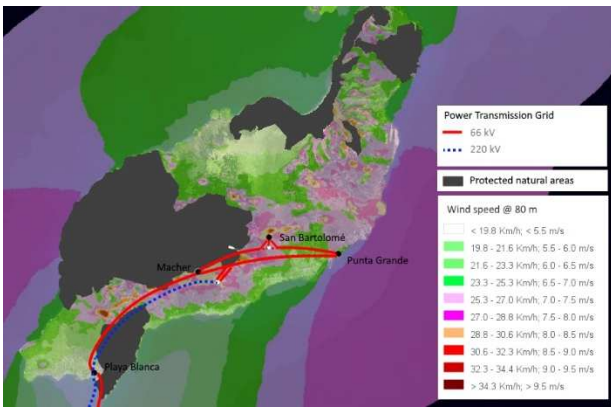 Power Transmission Grid
66 kV
220 kV
Protected natural areas
Wind speed @ 80 m
< 19.8 Km/h; < 5.5 m/s
19.8 - 21.6 Km/h; 5.5 - 6.0 m/s
21.6 - 23.3 Km/h; 6.0 - 6.5 m/s
23.3 - 25.3 Km/h; 6.5 - 7.0 m/s
25.3 - 27.0 Km/h; 7.0 - 7.5 m/s
27.0 - 28.8 Km/h; 7.5 - 8.0 m/s
28.8 - 30.6 Km/h; 8.0 - 8.5 m/s
30.6 - 32.3 Km/h; 8.5 - 9.0 m/s
32.3 - 34.4 Km/h; 9.0 - 9.5 m/s
> 34.3 Km/h; > 9.5 m/s
San Bartolomé
Punta Grande
Macher
Playa Blanca